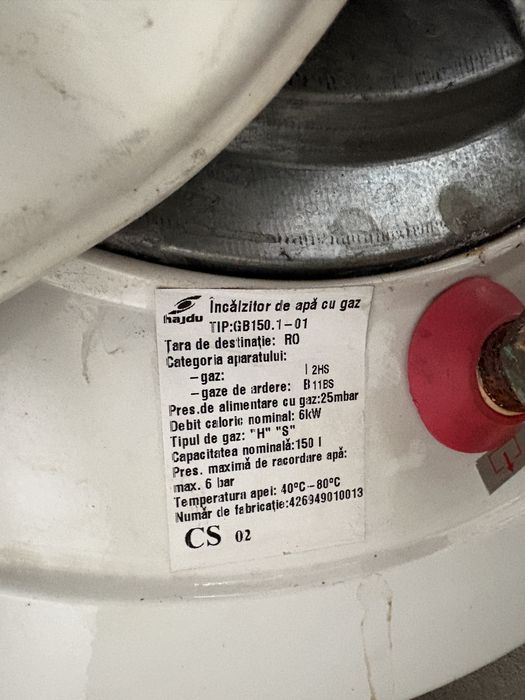 hajdu Încălzitor de apă cu gaz
TIP:GB150.1-01
Țara de destinație: RO
Categoria aparatului:
-gaz: I 2HS
-gaze de ardere: B 11BS
Pres.de alimentare cu gaz:25mbar
Debit caloric nominal: 6kW
Tipul de gaz: "H" "S"
Capacitatea nominală:150 l
Pres. maximă de racordare apă:
max. 6 bar
Temperatura apei: 40°C-80°C
Număr de fabricație:426949010013
CS 02